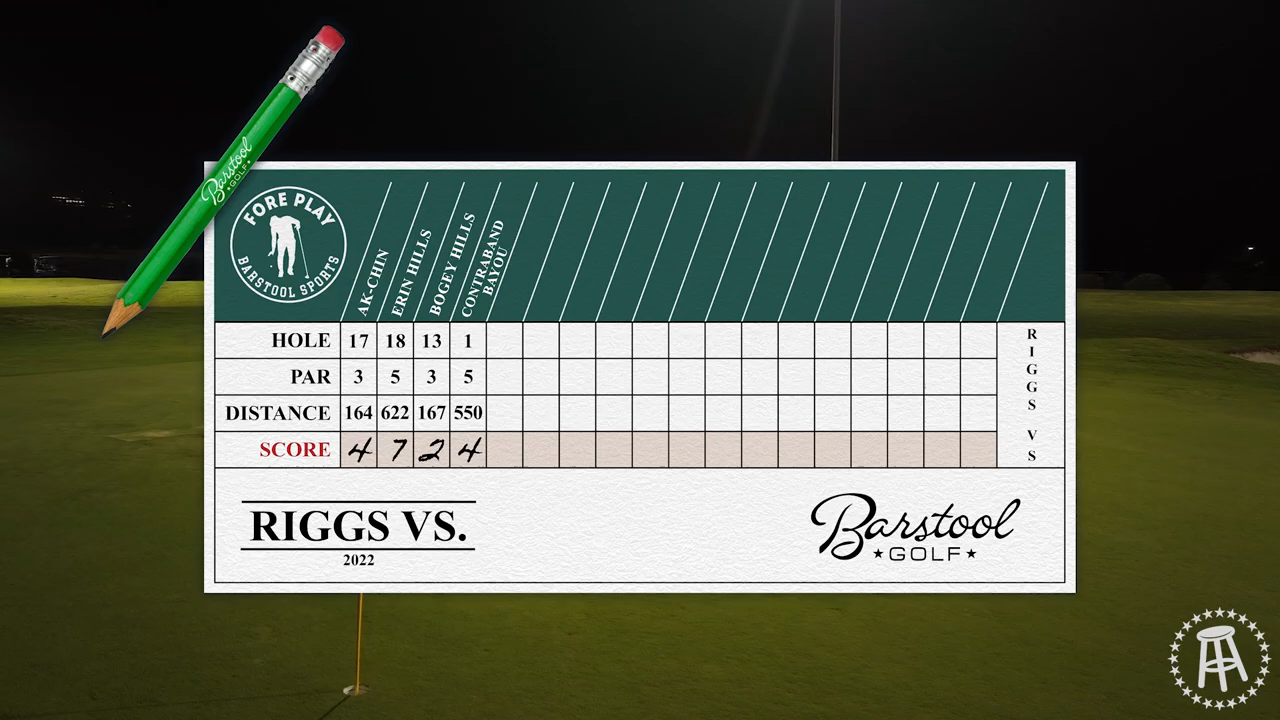 Barstool
GOLF
FORE PLAY
BARSTOOL SPORTS
AK-CHIN
ERIN HILLS
BOGEY HILLS
CONTRABAND
BAYOU
HOLE 17 18 13 1
PAR 3 5 3 5
DISTANCE 164 622 167 550
SCORE 4 7 2 4
RIGGS VS
RIGGS VS.
2022
Barstool
GOLF